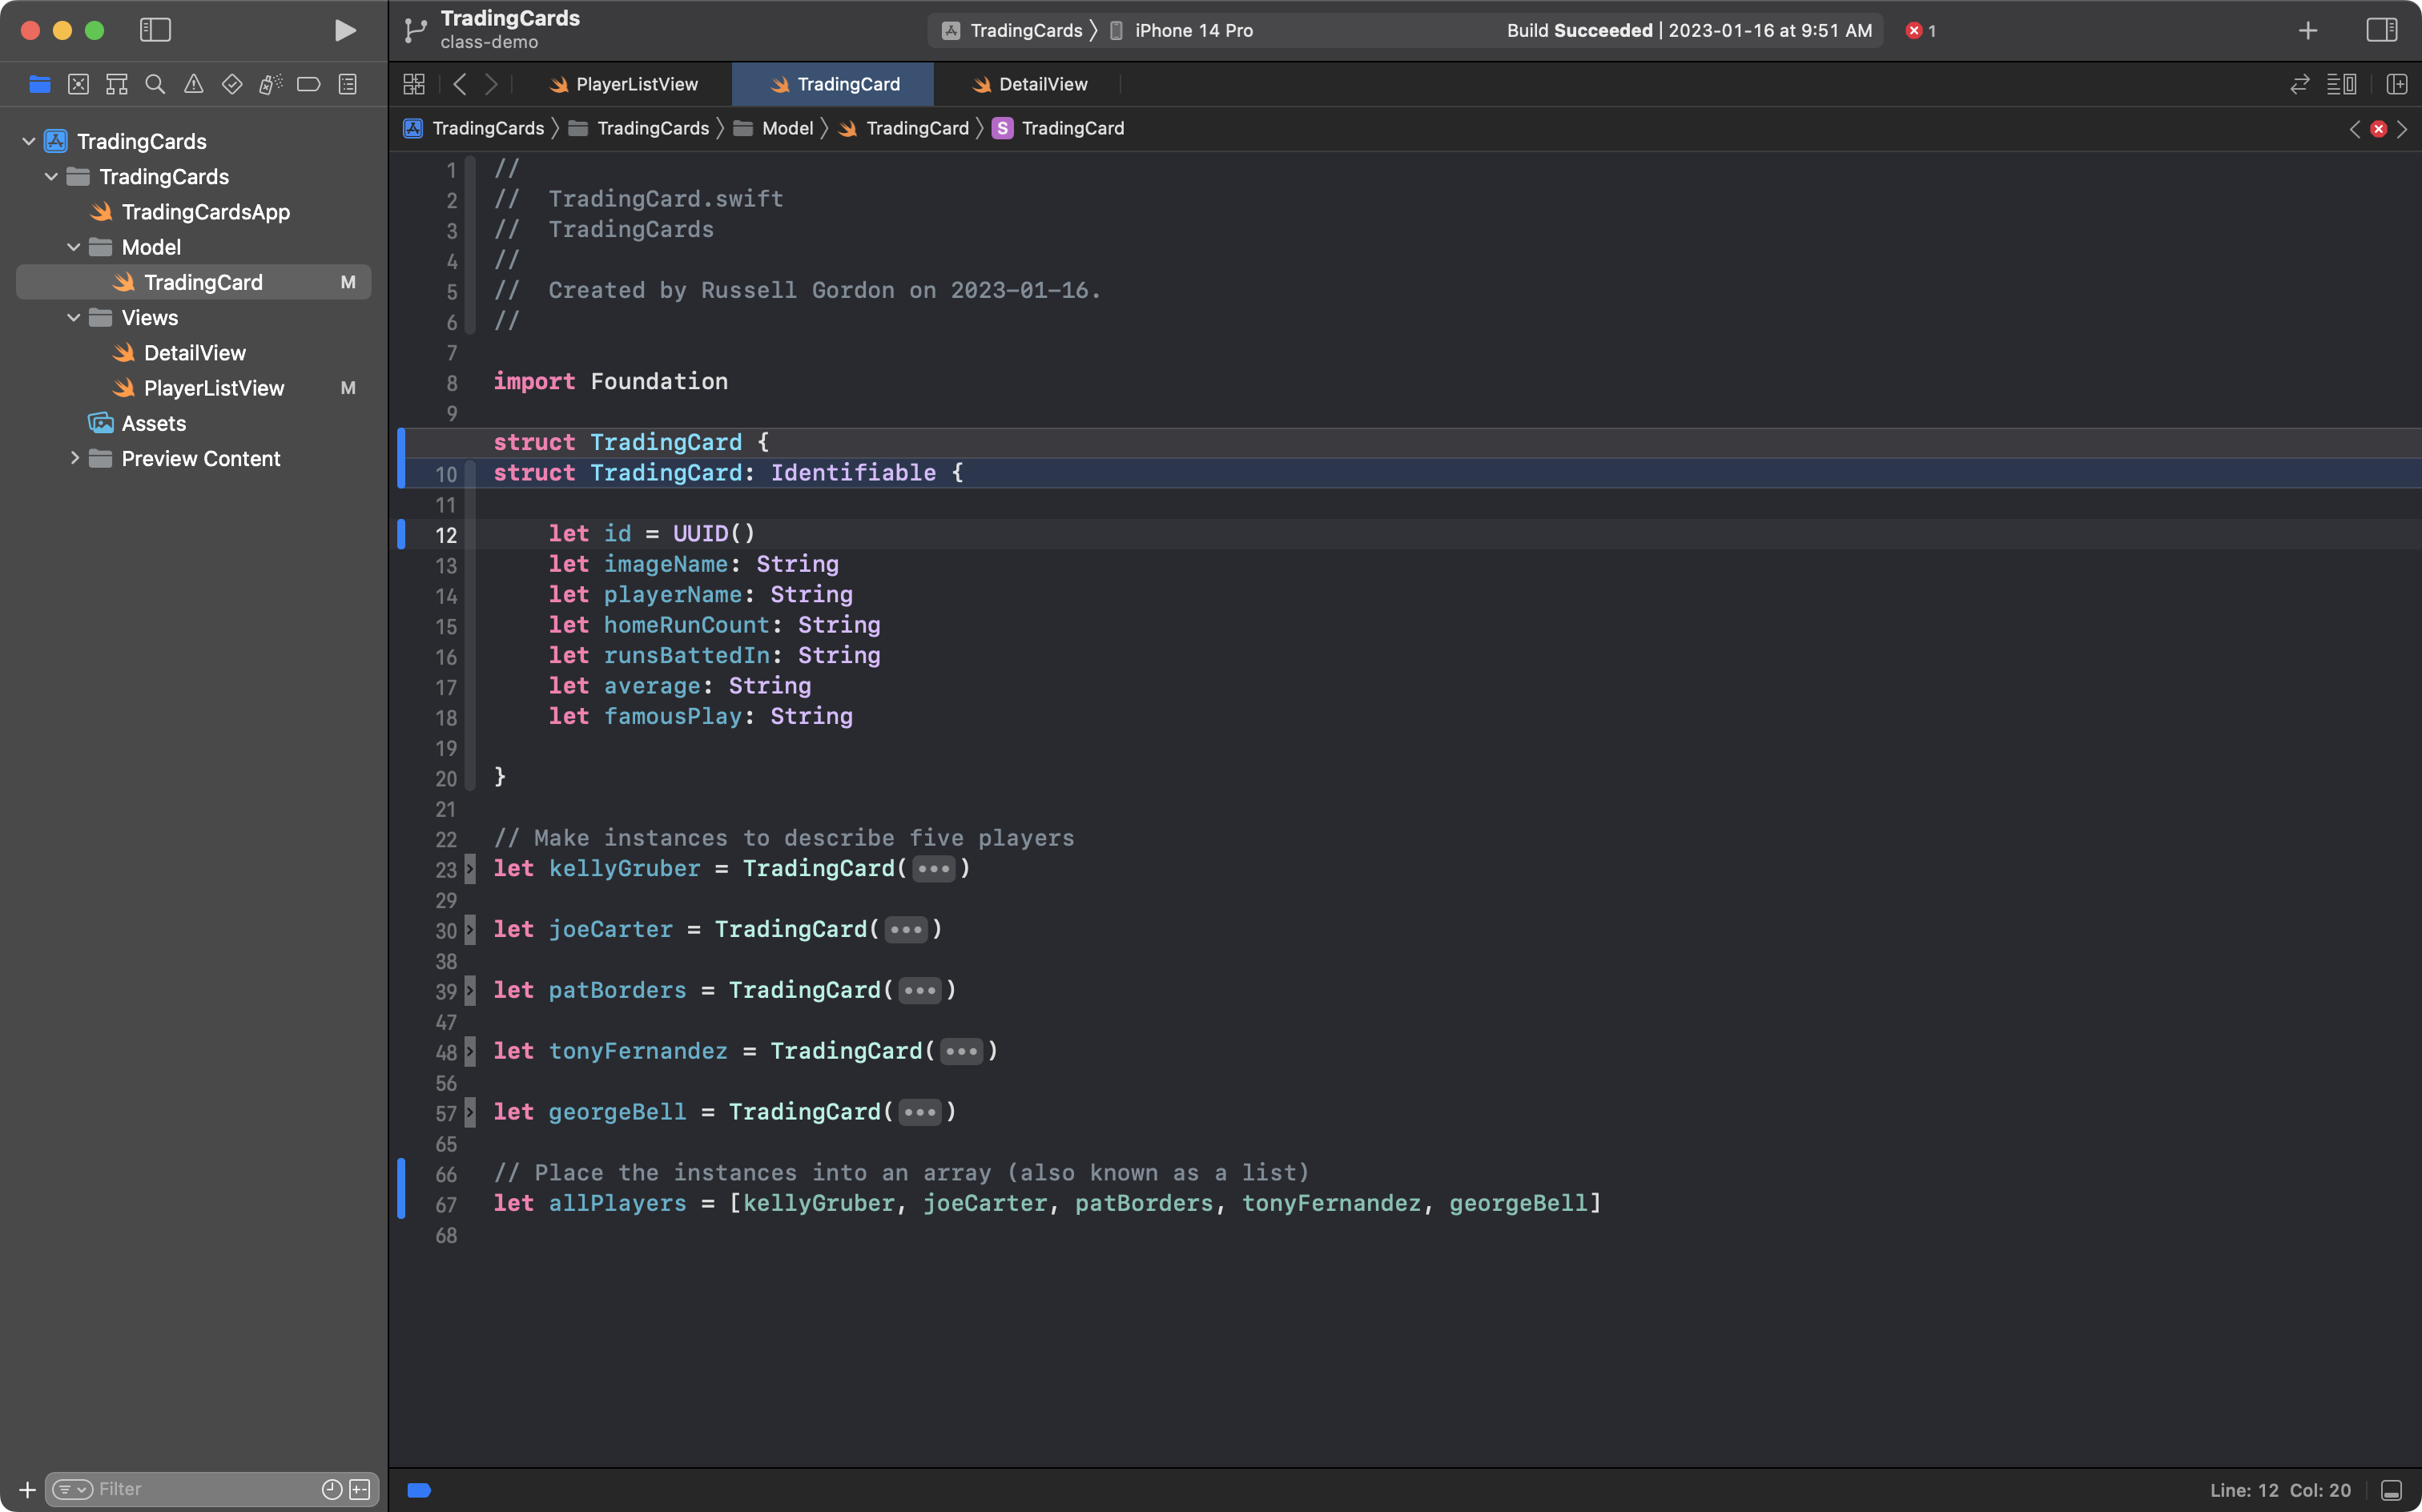 TradingCards
class-demo
TradingCards
iPhone 14 Pro
Build Succeeded | 2023-01-16 at 9:51 AM
1
PlayerListView
TradingCard
DetailView
TradingCards
TradingCards
Model
TradingCard
S
TradingCard
TradingCards
TradingCards
TradingCardsApp
Model
TradingCard M
Views
DetailView
PlayerListView M
Assets
Preview Content
Filter
1 //
2 //  TradingCard.swift
3 //  TradingCards
4 //
5 //  Created by Russell Gordon on 2023-01-16.
6 //
7
8 import Foundation
9
struct TradingCard {
10 struct TradingCard: Identifiable {
11
12     let id = UUID()
13     let imageName: String
14     let playerName: String
15     let homeRunCount: String
16     let runsBattedIn: String
17     let average: String
18     let famousPlay: String
19
20 }
21
22 // Make instances to describe five players
23 let kellyGruber = TradingCard(•••)
29
30 let joeCarter = TradingCard(•••)
38
39 let patBorders = TradingCard(•••)
47
48 let tonyFernandez = TradingCard(•••)
56
57 let georgeBell = TradingCard(•••)
65
66 // Place the instances into an array (also known as a list)
67 let allPlayers = [kellyGruber, joeCarter, patBorders, tonyFernandez, georgeBell]
68
Line: 12 Col: 20